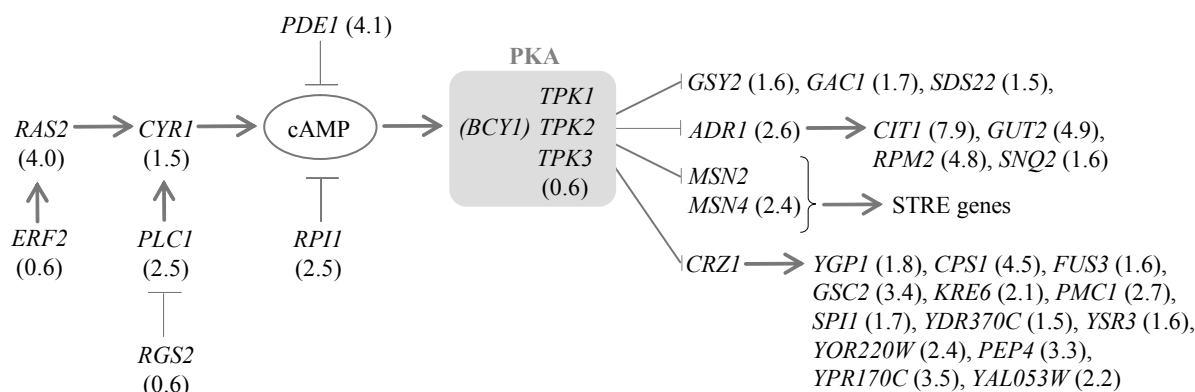 PDE1 (4.1)
PKA
TPK1
(BCY1) TPK2
TPK3
(0.6)
RAS2
(4.0)
CYR1
(1.5)
cAMP
ERF2
(0.6)
PLC1
(2.5)
RPI1
(2.5)
RGS2
(0.6)
GSY2 (1.6), GAC1 (1.7), SDS22 (1.5),
ADR1 (2.6)
CIT1 (7.9), GUT2 (4.9),
RPM2 (4.8), SNQ2 (1.6)
MSN2
MSN4 (2.4)
STRE genes
CRZ1
YGP1 (1.8), CPS1 (4.5), FUS3 (1.6),
GSC2 (3.4), KRE6 (2.1), PMC1 (2.7),
SPI1 (1.7), YDR370C (1.5), YSR3 (1.6),
YOR220W (2.4), PEP4 (3.3),
YPR170C (3.5), YAL053W (2.2)